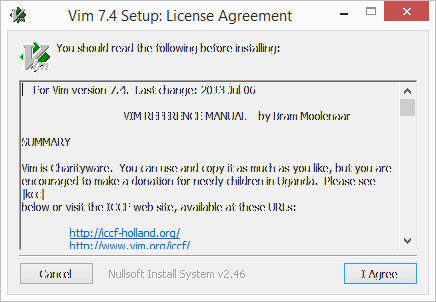 Vim 7.4 Setup: License Agreement
You should read the following before installing:
For Vim version 7.4. Last change: 2013 Jul 06
VIM REFERENCE MANUAL by Bram Moolenaar
SUMMARY
Vim is Charityware. You can use and copy it as much as you like, but you are
encouraged to make a donation for needy children in Uganda. Please see
|kcc|
below or visit the ICCF web site, available at these URLs:
http://iccf-holland.org/
http://www.vim.org/iccf/
Cancel
Nullsoft Install System v2.46
I Agree